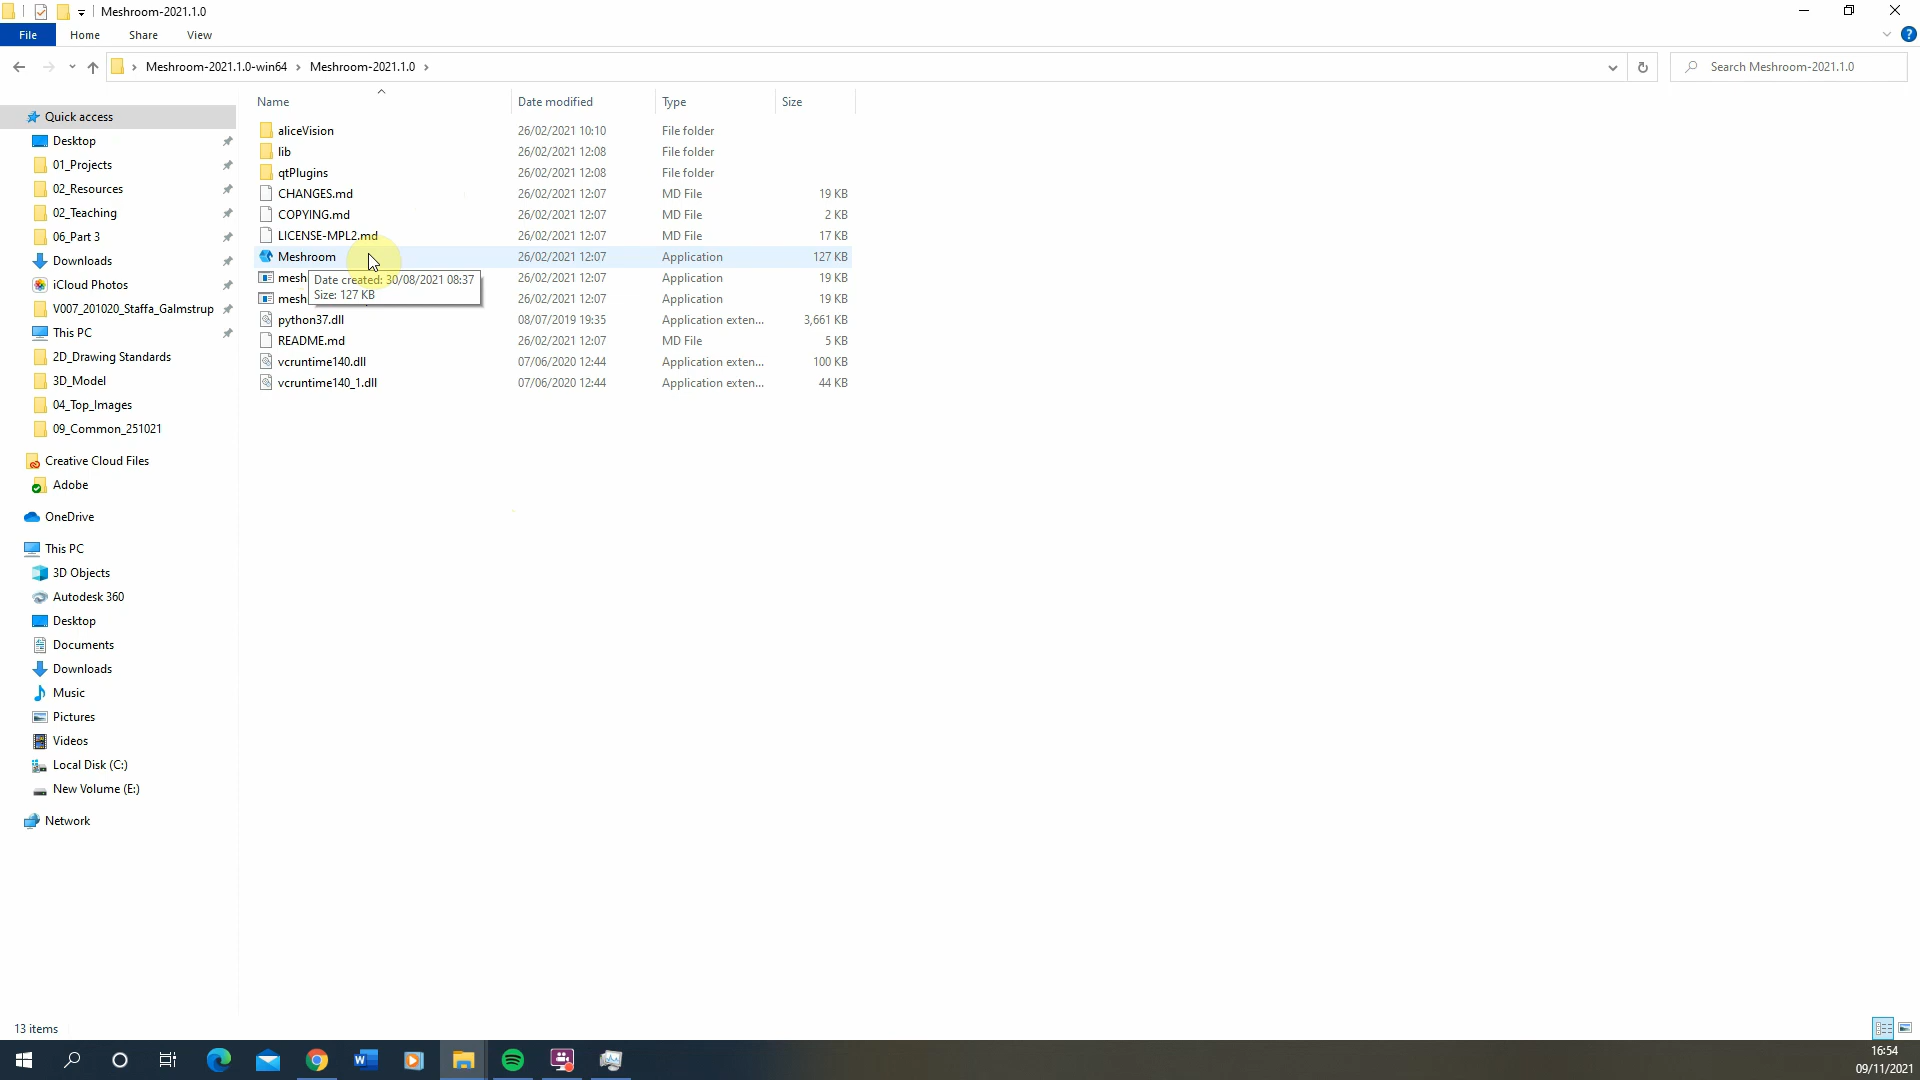 Meshroom-2021.1.0
File Home Share View
Meshroom-2021.1.0-win64 Meshroom-2021.1.0
Search Meshroom-2021.1.0
Name Date modified Type Size
Quick access
Desktop
01_Projects
02_Resources
02_Teaching
06_Part 3
Downloads
iCloud Photos
V007_201020_Staffa_Galmstrup
This PC
2D_Drawing Standards
3D_Model
04_Top_Images
09_Common_251021
Creative Cloud Files
Adobe
OneDrive
This PC
3D Objects
Autodesk 360
Desktop
Documents
Downloads
Music
Pictures
Videos
Local Disk (C:)
New Volume (E:)
Network
aliceVision 26/02/2021 10:10 File folder
lib 26/02/2021 12:08 File folder
qtPlugins 26/02/2021 12:08 File folder
CHANGES.md 26/02/2021 12:07 MD File 19 KB
COPYING.md 26/02/2021 12:07 MD File 2 KB
LICENSE-MPL2.md 26/02/2021 12:07 MD File 17 KB
Meshroom 26/02/2021 12:07 Application 127 KB
mesh 26/02/2021 12:07 Application 19 KB
Date created: 30/08/2021 08:37
Size: 127 KB
mesh 26/02/2021 12:07 Application 19 KB
python37.dll 08/07/2019 19:35 Application exten... 3,661 KB
README.md 26/02/2021 12:07 MD File 5 KB
vcruntime140.dll 07/06/2020 12:44 Application exten... 100 KB
vcruntime140_1.dll 07/06/2020 12:44 Application exten... 44 KB
13 items
16:54
09/11/2021